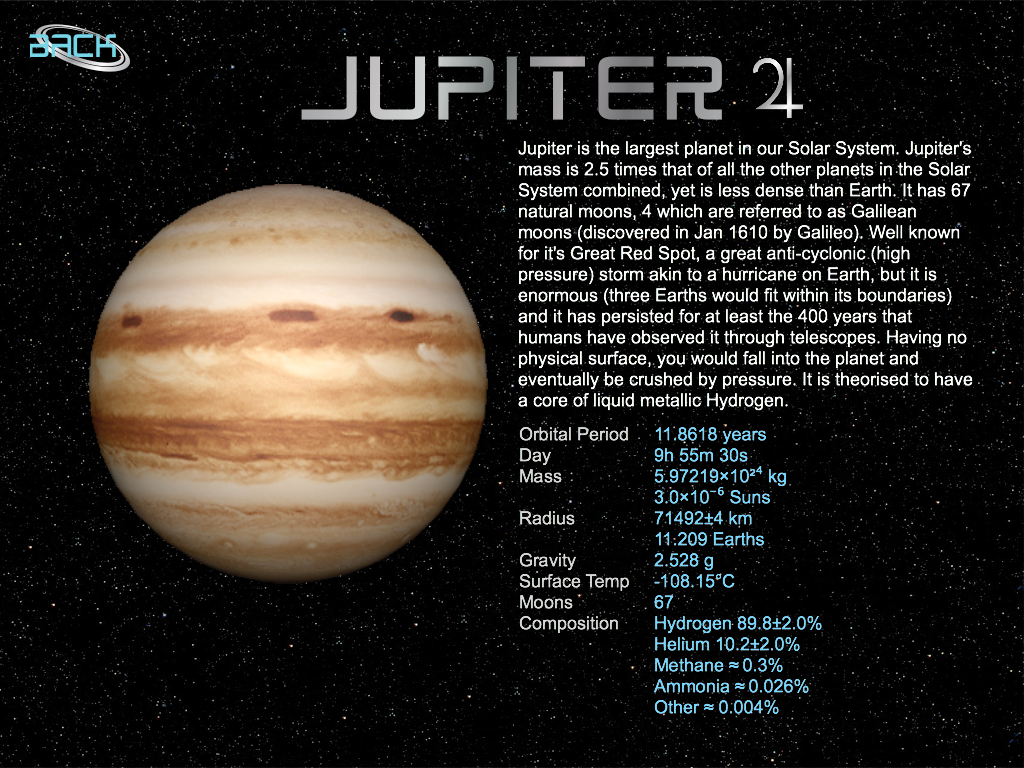 BACK
JUPITER ♃
Jupiter is the largest planet in our Solar System. Jupiter's
mass is 2.5 times that of all the other planets in the Solar
System combined, yet is less dense than Earth. It has 67
natural moons, 4 which are referred to as Galilean
moons (discovered in Jan 1610 by Galileo). Well known
for it's Great Red Spot, a great anti-cyclonic (high
pressure) storm akin to a hurricane on Earth, but it is
enormous (three Earths would fit within its boundaries)
and it has persisted for at least the 400 years that
humans have observed it through telescopes. Having no
physical surface, you would fall into the planet and
eventually be crushed by pressure. It is theorised to have
a core of liquid metallic Hydrogen.
Orbital Period 11.8618 years
Day 9h 55m 30s
Mass 5.97219×10²⁴ kg
3.0×10⁻⁶ Suns
Radius 71492±4 km
11.209 Earths
Gravity 2.528 g
Surface Temp -108.15°C
Moons 67
Composition Hydrogen 89.8±2.0%
Helium 10.2±2.0%
Methane ≈ 0.3%
Ammonia ≈ 0.026%
Other ≈ 0.004%